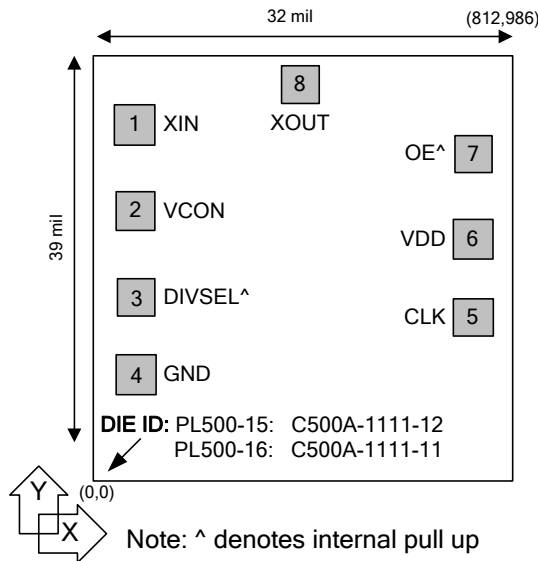 32 mil
(812,986)
39 mil
8
XOUT
1 XIN
OE^ 7
2 VCON
VDD 6
3 DIVSEL^
CLK 5
4 GND
DIE ID: PL500-15: C500A-1111-12
PL500-16: C500A-1111-11
(0,0)
Y
X
Note: ^ denotes internal pull up